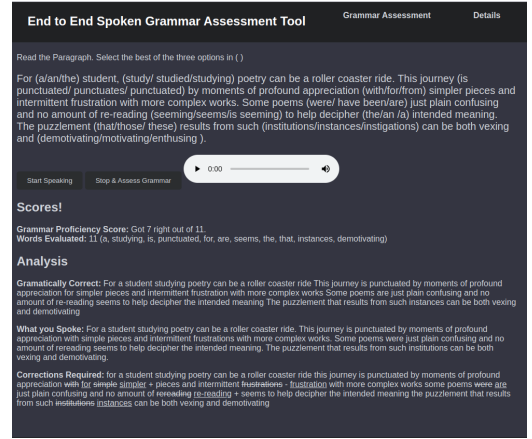 End to End Spoken Grammar Assessment Tool
Grammar Assessment
Details
Read the Paragraph. Select the best of the three options in ( )
For (a/an/the) student, (study/ studied/studying) poetry can be a roller coaster ride. This journey (is
punctuated/ punctuates/ punctuated) by moments of profound appreciation (with/for/from) simpler pieces and
intermittent frustration with more complex works. Some poems (were/ have been/are) just plain confusing
and no amount of re-reading (seeming/seems/is seeming) to help decipher (the/an /a) intended meaning.
The puzzlement (that/those/ these) results from such (institutions/instances/instigations) can be both vexing
and (demotivating/motivating/enthusing ).
Start Speaking
Stop & Assess Grammar
0:00
Scores!
Grammar Proficiency Score: Got 7 right out of 11.
Words Evaluated: 11 (a, studying, is, punctuated, for, are, seems, the, that, instances, demotivating)
Analysis
Gramatically Correct: For a student studying poetry can be a roller coaster ride This journey is punctuated by moments of profound
appreciation for simpler pieces and intermittent frustration with more complex works Some poems are just plain confusing and no
amount of re-reading seems to help decipher the intended meaning The puzzlement that results from such instances can be both vexing
and demotivating
What you Spoke: For a student studying poetry can be a roller coaster ride. This journey is punctuated by moments of profound
appreciation with simple pieces and intermittent frustrations with more complex works. Some poems were just plain confusing and no
amount of rereading seems to help decipher the intended meaning. The puzzlement that results from such institutions can be both
vexing and demotivating.
Corrections Required: for a student studying poetry can be a roller coaster ride this journey is punctuated by moments of profound
appreciation with for simple simpler + pieces and intermittent frustrations - frustration with more complex works some poems were are
just plain confusing and no amount of rereading re-reading + seems to help decipher the intended meaning the puzzlement that results
from such institutions instances can be both vexing and demotivating